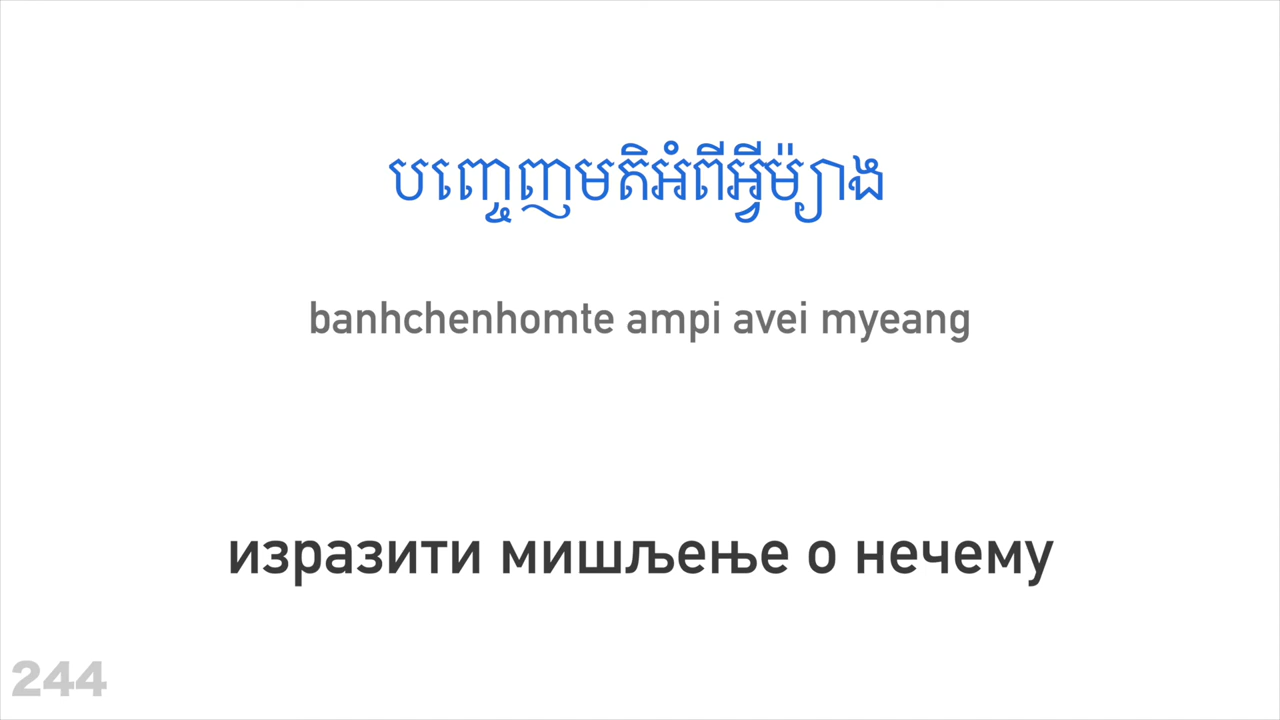 បញ្ចេញមតិអំពីអ្វីម៉្យាង
banhchenhomte ampi avei myeang
изразити мишљење о нечему
244